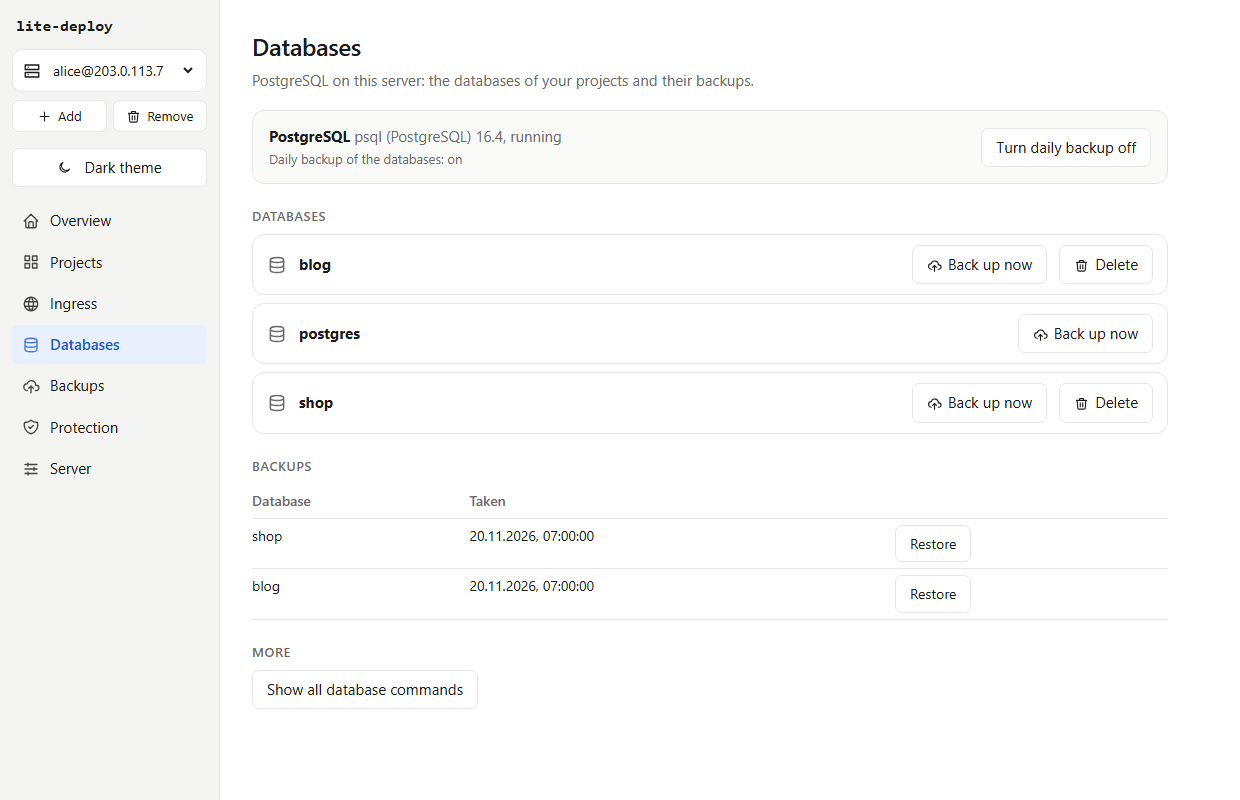 lite-deploy
alice@203.0.113.7
Add
Remove
Dark theme
Overview
Projects
Ingress
Databases
Backups
Protection
Server
Databases
PostgreSQL on this server: the databases of your projects and their backups.
PostgreSQL psql (PostgreSQL) 16.4, running
Daily backup of the databases: on
Turn daily backup off
DATABASES
blog
Back up now
Delete
postgres
Back up now
shop
Back up now
Delete
BACKUPS
Database Taken
shop 20.11.2026, 07:00:00 Restore
blog 20.11.2026, 07:00:00 Restore
MORE
Show all database commands